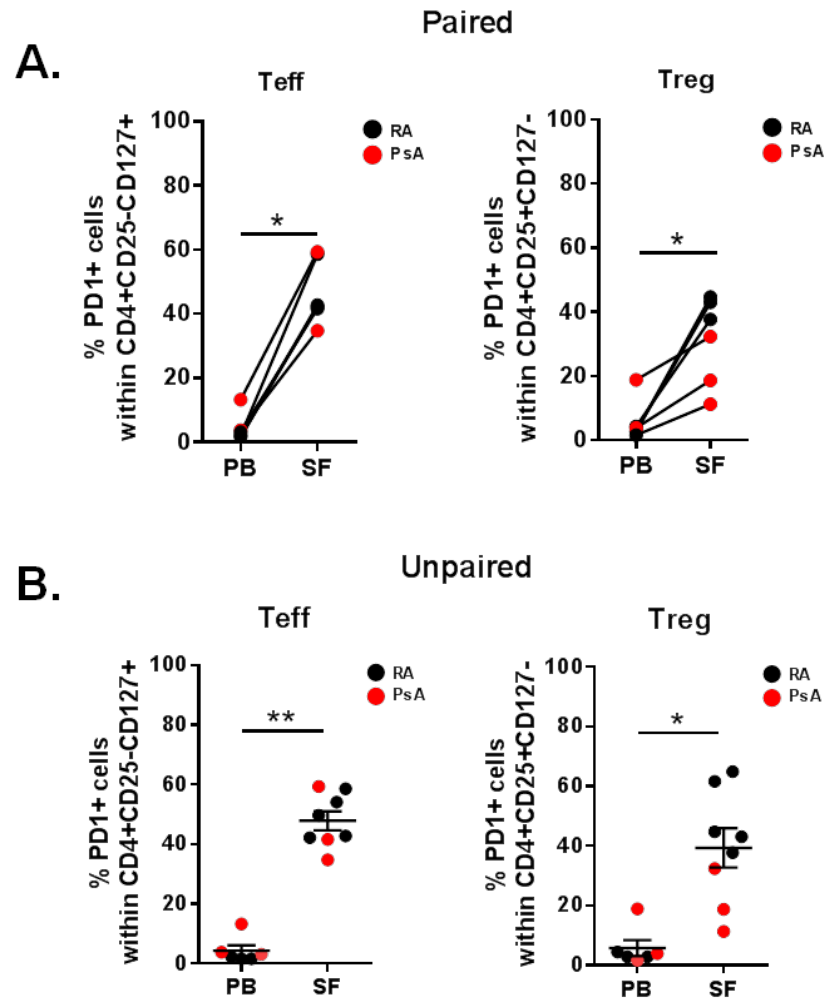 Paired
A.
Teff
% PD1+ cells
within CD4+CD25-CD127+
100
80
60
40
20
0
*
PB
SF
RA
PsA
Treg
% PD1+ cells
within CD4+CD25+CD127-
100
80
60
40
20
0
*
PB
SF
RA
PsA
Unpaired
B.
Teff
% PD1+ cells
within CD4+CD25-CD127+
100
80
60
40
20
0
**
PB
SF
RA
PsA
Treg
% PD1+ cells
within CD4+CD25+CD127-
100
80
60
40
20
0
*
PB
SF
RA
PsA